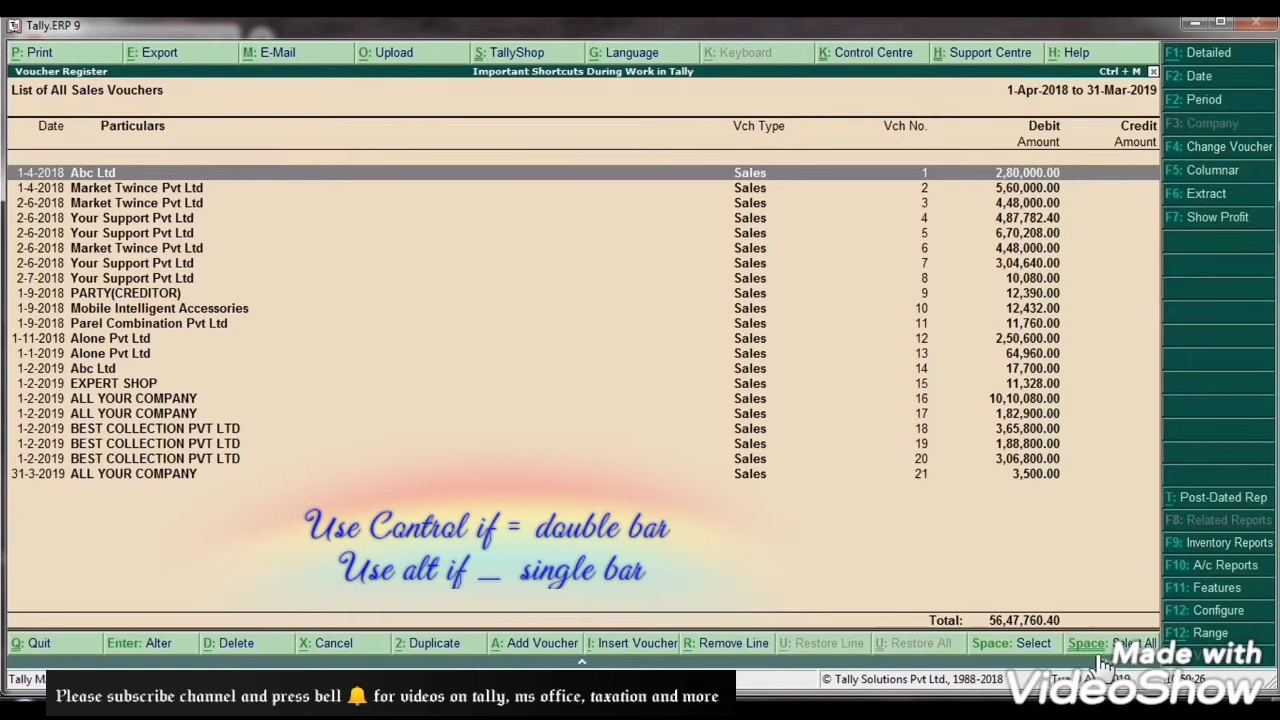 Tally.ERP 9
P: Print E: Export M: E-Mail O: Upload S: TallyShop G: Language K: Keyboard K: Control Centre H: Support Centre H: Help
Voucher Register Important Shortcuts During Work in Tally Ctrl + M
List of All Sales Vouchers 1-Apr-2018 to 31-Mar-2019
Date Particulars Vch Type Vch No. Debit Credit
Amount Amount
1-4-2018 Abc Ltd Sales 1 2,80,000.00
1-4-2018 Market Twince Pvt Ltd Sales 2 5,60,000.00
2-6-2018 Market Twince Pvt Ltd Sales 3 4,48,000.00
2-6-2018 Your Support Pvt Ltd Sales 4 4,87,782.40
2-6-2018 Your Support Pvt Ltd Sales 5 6,70,208.00
2-6-2018 Market Twince Pvt Ltd Sales 6 4,48,000.00
2-6-2018 Your Support Pvt Ltd Sales 7 3,04,640.00
2-7-2018 Your Support Pvt Ltd Sales 8 10,080.00
1-9-2018 PARTY(CREDITOR) Sales 9 12,390.00
1-9-2018 Mobile Intelligent Accessories Sales 10 12,432.00
1-9-2018 Parel Combination Pvt Ltd Sales 11 11,760.00
1-11-2018 Alone Pvt Ltd Sales 12 2,50,600.00
1-1-2019 Alone Pvt Ltd Sales 13 64,960.00
1-2-2019 Abc Ltd Sales 14 17,700.00
1-2-2019 EXPERT SHOP Sales 15 11,328.00
1-2-2019 ALL YOUR COMPANY Sales 16 10,10,080.00
1-2-2019 ALL YOUR COMPANY Sales 17 1,82,900.00
1-2-2019 BEST COLLECTION PVT LTD Sales 18 3,65,800.00
1-2-2019 BEST COLLECTION PVT LTD Sales 19 1,88,800.00
1-2-2019 BEST COLLECTION PVT LTD Sales 20 3,06,800.00
31-3-2019 ALL YOUR COMPANY Sales 21 3,500.00
Use Control if = double bar
Use alt if _ single bar
Total: 56,47,760.40
Q: Quit Enter: Alter D: Delete X: Cancel 2: Duplicate A: Add Voucher I: Insert Voucher R: Remove Line U: Restore Line U: Restore All Space: Select Space: Select All
F1: Detailed
F2: Date
F2: Period
F3: Company
F4: Change Voucher
F5: Columnar
F6: Extract
F7: Show Profit
T: Post-Dated Rep
F8: Related Reports
F9: Inventory Reports
F10: A/c Reports
F11: Features
F12: Configure
F12: Range
Made with
VideoShow
Tally M © Tally Solutions Pvt Ltd., 1988-2018 2019 10:50:26
Please subscribe channel and press bell 🔔 for videos on tally, ms office, taxation and more